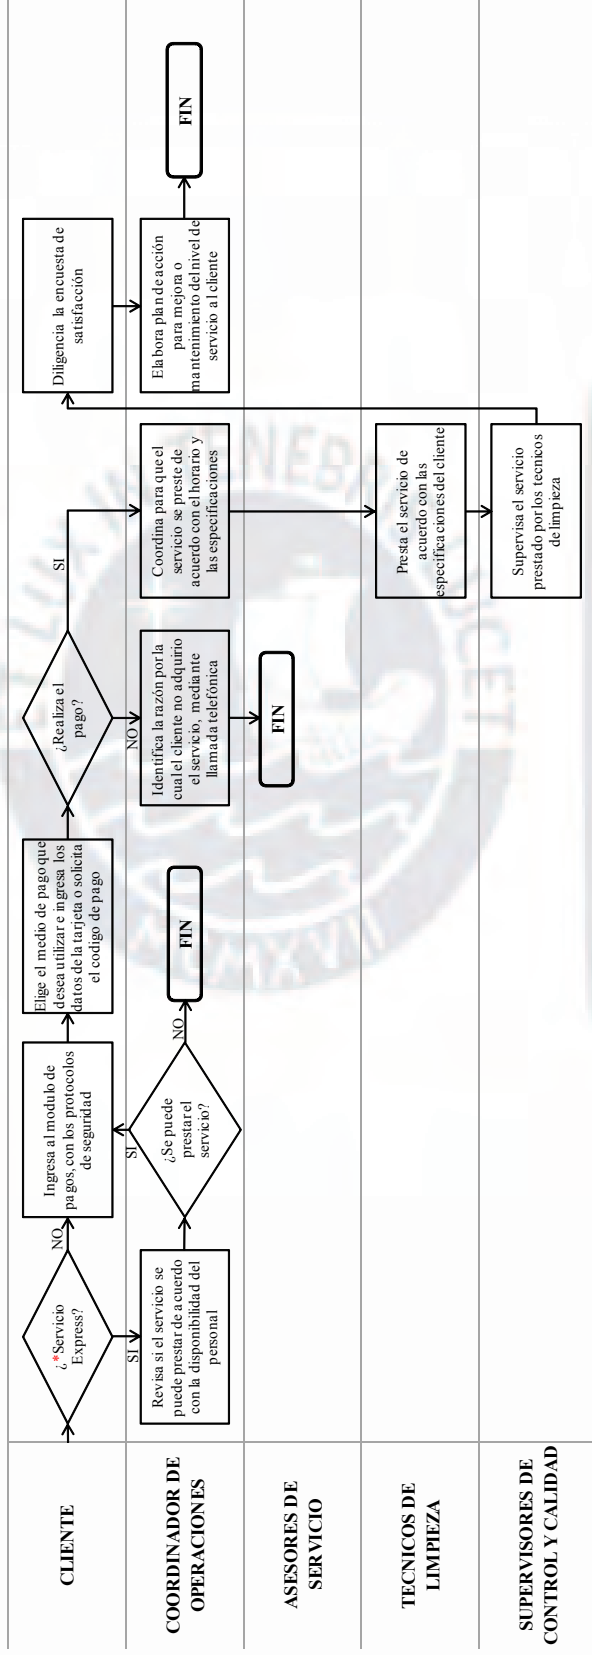 CLIENTE
¿*Servicio
Express?
NO
SI
Ingresa al modulo de
pagos, con los protocolos
de seguridad
Elige el medio de pago que
desea utilizar e ingresa los
datos de la tarjeta o solicita
el codigo de pago
¿Realiza el
pago?
SI
NO
Diligencia la encuesta de
satisfacción
COORDINADOR DE
OPERACIONES
Revisa si el servicio se
puede prestar de acuerdo
con la disponibilidad del
personal
¿Se puede
prestar el
servicio?
SI
NO
FIN
Identifica la razón por la
cual el cliente no adquirio
el servicio, mediante
llamada telefónica
Coordina para que el
servicio se preste de
acuerdo con el horario y
las especificaciones
Elabora plan de acción
para mejora o
mantenimiento del nivel de
servicio al cliente
FIN
ASESORES DE
SERVICIO
FIN
TECNICOS DE
LIMPIEZA
Presta el servicio de
acuerdo con las
especificaciones del cliente
SUPERVISORES DE
CONTROL Y CALIDAD
Supervisa el servicio
prestado por los tecnicos
de limpieza
MCMXVII